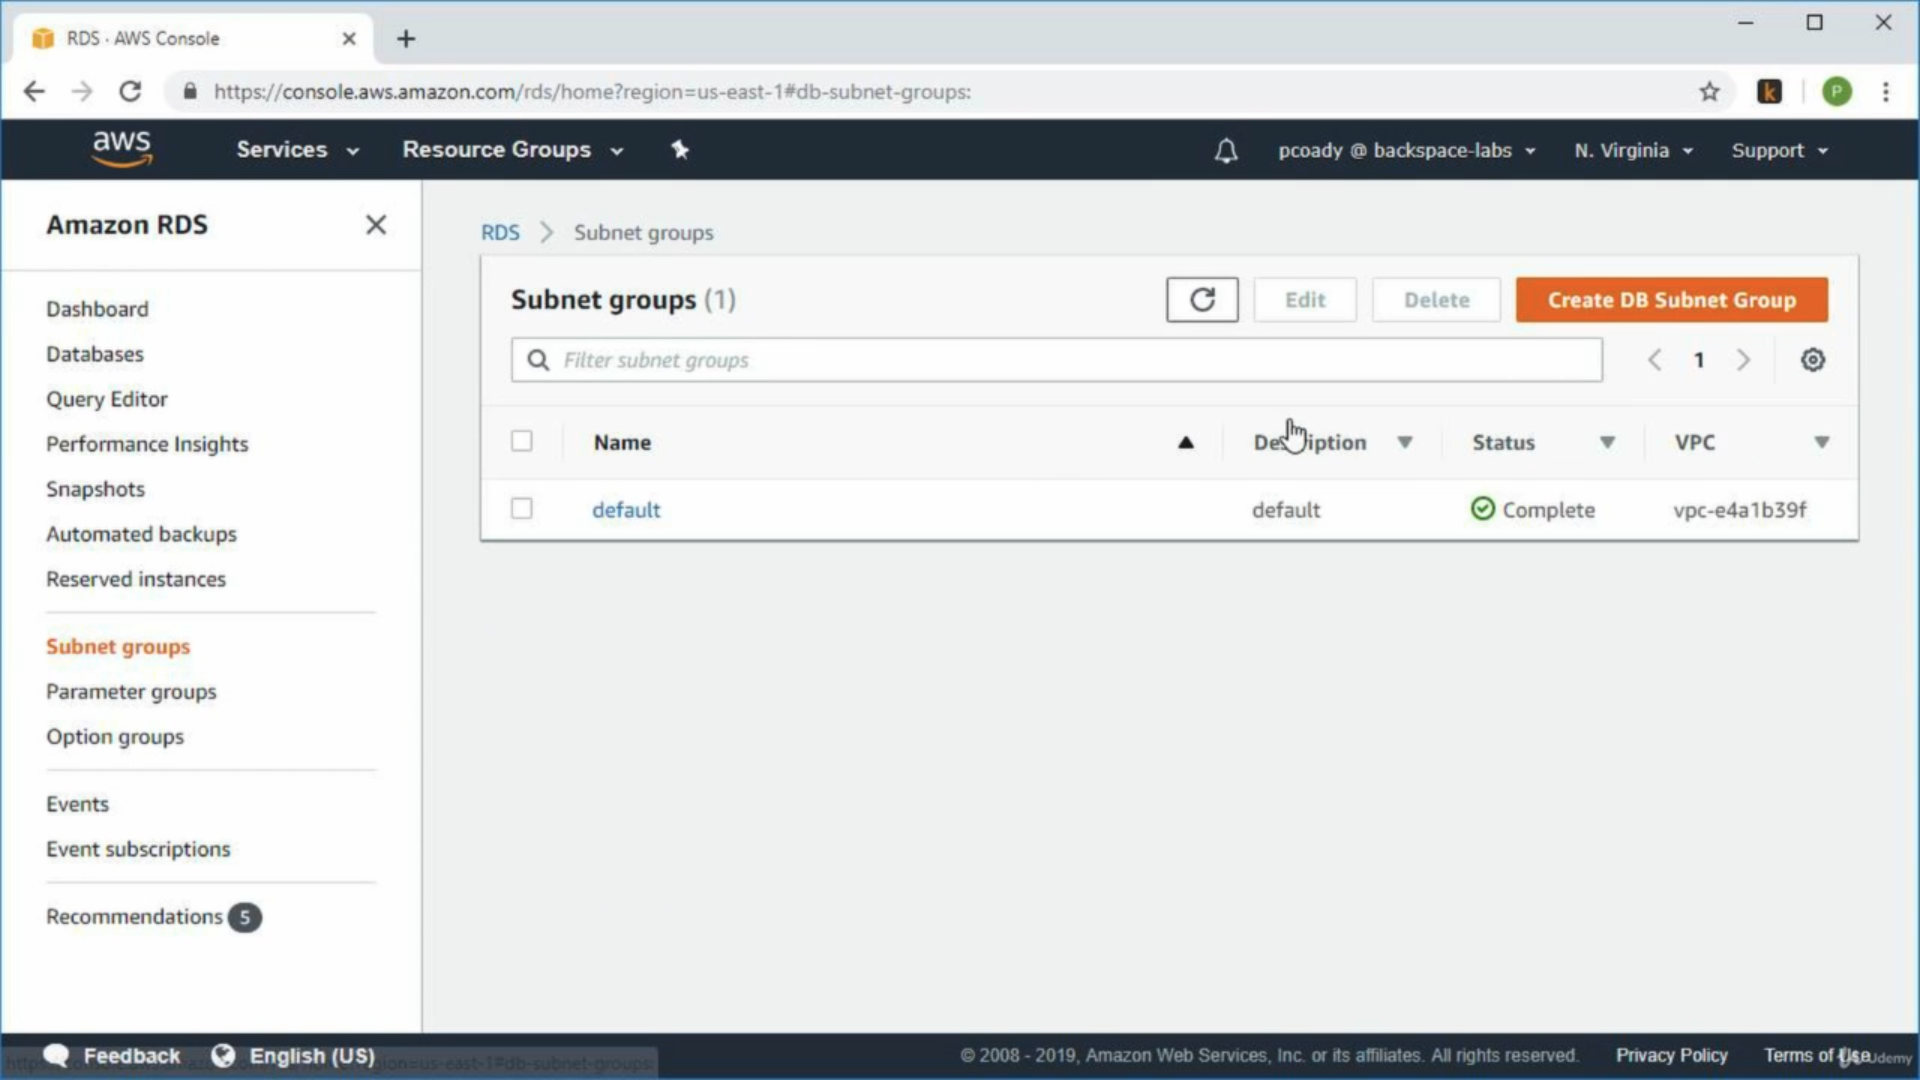 RDS · AWS Console
https://console.aws.amazon.com/rds/home?region=us-east-1#db-subnet-groups:
k
P
aws
Services
Resource Groups
pcoady @ backspace-labs
N. Virginia
Support
Amazon RDS
Dashboard
Databases
Query Editor
Performance Insights
Snapshots
Automated backups
Reserved instances
Subnet groups
Parameter groups
Option groups
Events
Event subscriptions
Recommendations 5
RDS > Subnet groups
Subnet groups (1)
Edit
Delete
Create DB Subnet Group
Filter subnet groups
1
Name
Description
Status
VPC
default
default
Complete
vpc-e4a1b39f
Feedback
English (US)
© 2008 - 2019, Amazon Web Services, Inc. or its affiliates. All rights reserved.
Privacy Policy
Terms of Use
Udemy